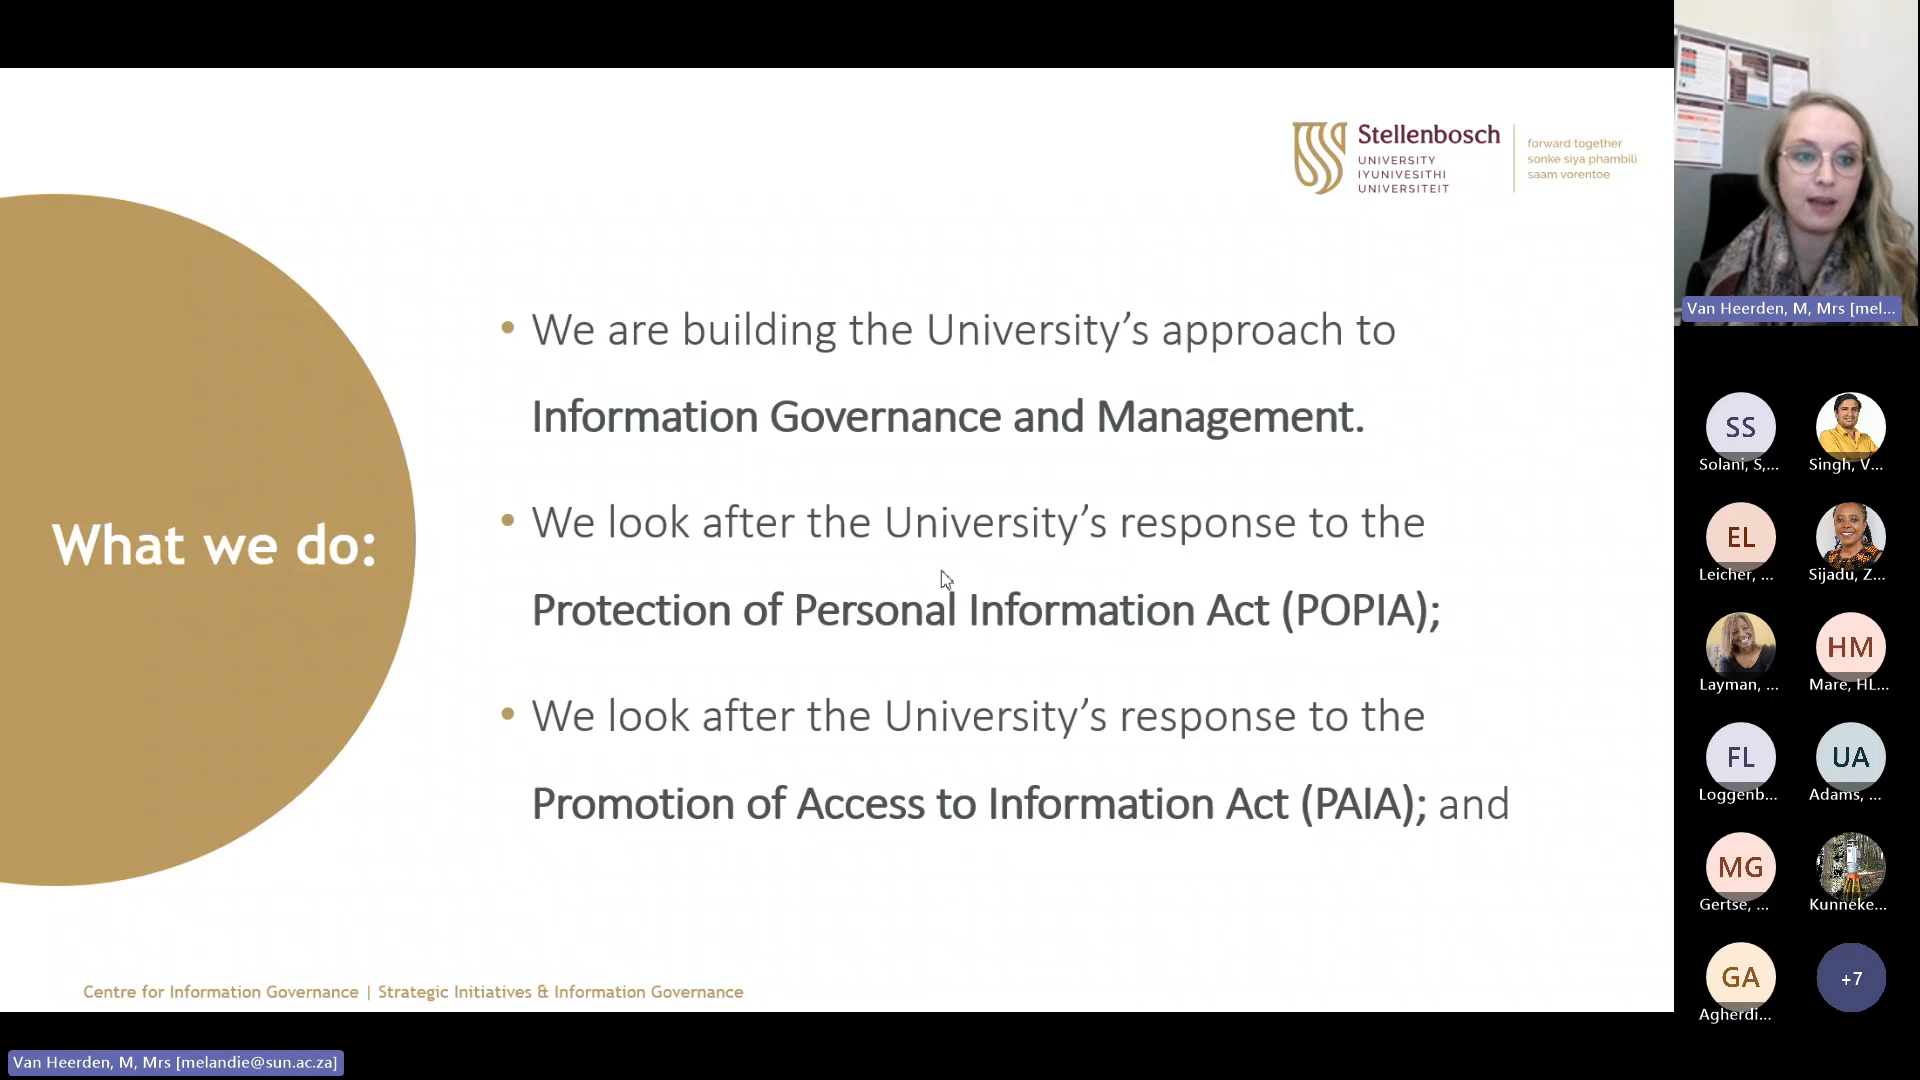 Stellenbosch
UNIVERSITY
IYUNIVESITHI
UNIVERSITEIT
forward together
sonke siya phambili
saam vorentoe
What we do:
• We are building the University’s approach to
Information Governance and Management.
• We look after the University’s response to the
Protection of Personal Information Act (POPIA);
• We look after the University’s response to the
Promotion of Access to Information Act (PAIA); and
Centre for Information Governance | Strategic Initiatives & Information Governance
Van Heerden, M, Mrs [melandie@sun.ac.za]
Van Heerden, M, Mrs [mel...
SS
Solani, S,...
Singh, V...
EL
Leicher, ...
Sijadu, Z...
Layman, ...
HM
Mare, HL...
FL
Loggenb...
UA
Adams, ...
MG
Gertse, ...
Kunneke...
GA
Agherdi...
+7